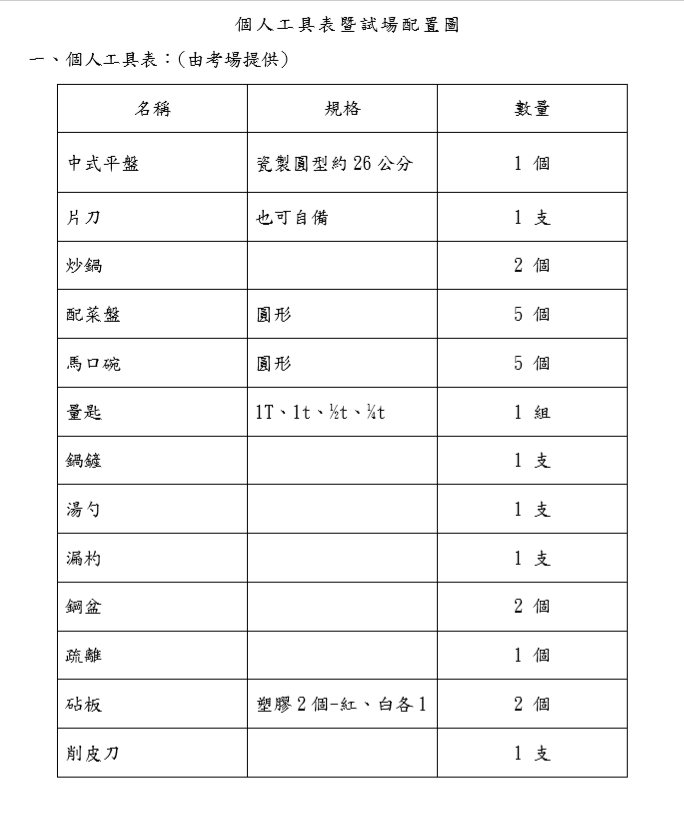 個人工具表暨試場配置圖
一、個人工具表：(由考場提供)
名稱 規格 數量
中式平盤 瓷製圓型約 26 公分 1 個
片刀 也可自備 1 支
炒鍋 2 個
配菜盤 圓形 5 個
馬口碗 圓形 5 個
量匙 1T、1t、½t、¼t 1 組
鍋鏟 1 支
湯勺 1 支
漏杓 1 支
鋼盆 2 個
疏離 1 個
砧板 塑膠 2 個-紅、白各 1 2 個
削皮刀 1 支